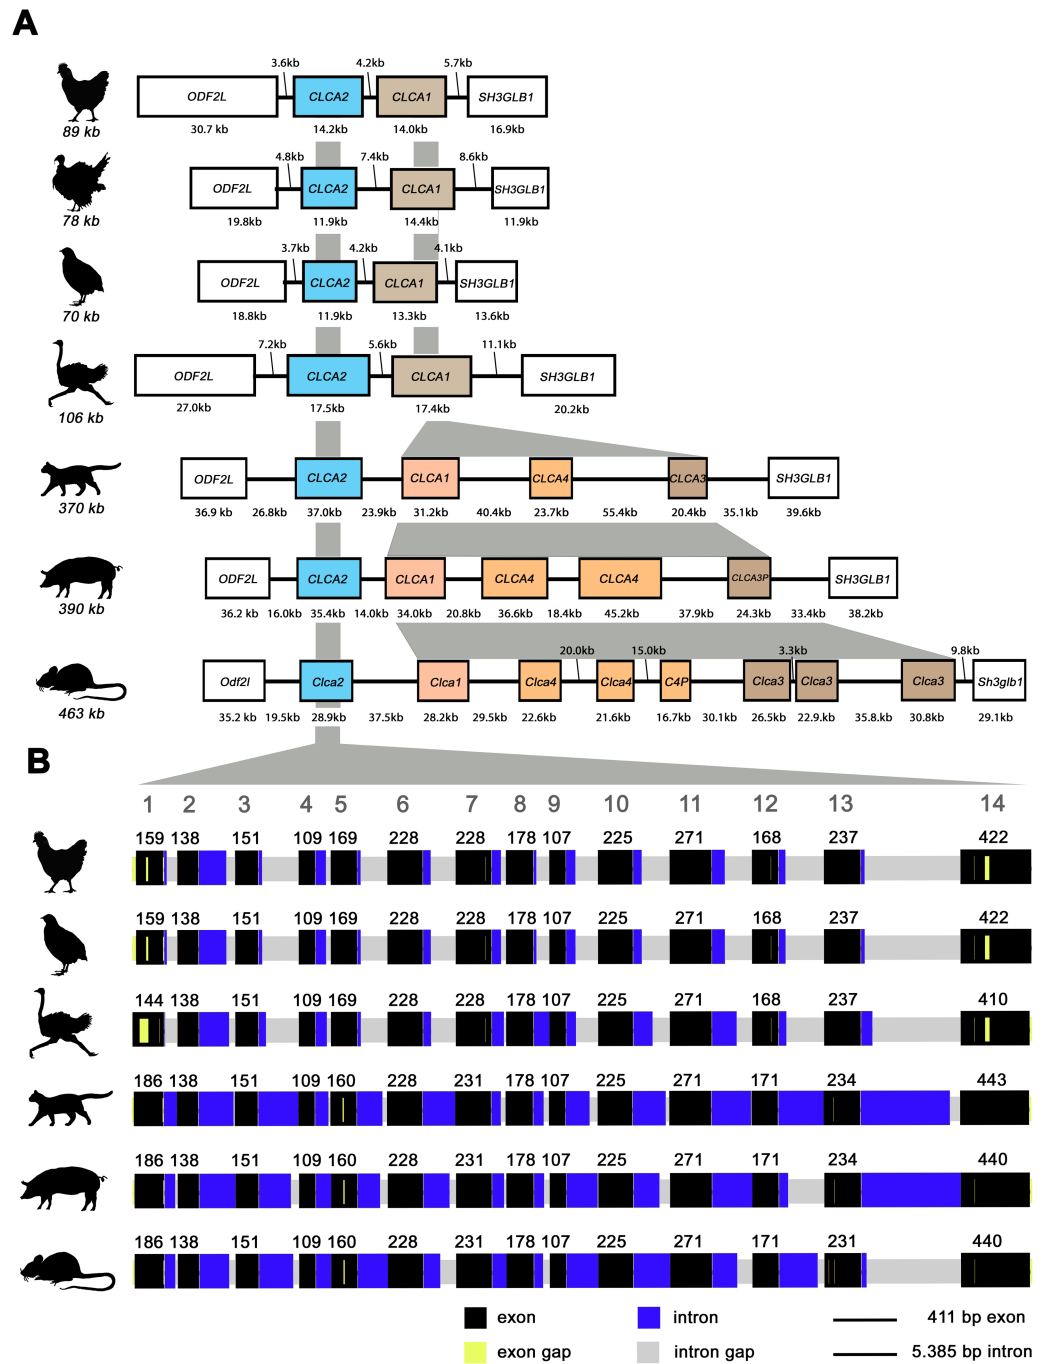 A
3.6kb 4.2kb 5.7kb
ODF2L CLCA2 CLCA1 SH3GLB1
89 kb 30.7 kb 14.2kb 14.0kb 16.9kb
4.8kb 7.4kb 8.6kb
ODF2L CLCA2 CLCA1 SH3GLB1
78 kb 19.8kb 11.9kb 14.4kb 11.9kb
3.7kb 4.2kb 4.1kb
ODF2L CLCA2 CLCA1 SH3GLB1
70 kb 18.8kb 11.9kb 13.3kb 13.6kb
7.2kb 5.6kb 11.1kb
ODF2L CLCA2 CLCA1 SH3GLB1
106 kb 27.0kb 17.5kb 17.4kb 20.2kb
ODF2L CLCA2 CLCA1 CLCA4 CLCA3 SH3GLB1
370 kb 36.9 kb 26.8kb 37.0kb 23.9kb 31.2kb 40.4kb 23.7kb 55.4kb 20.4kb 35.1kb 39.6kb
ODF2L CLCA2 CLCA1 CLCA4 CLCA4 CLCA3P SH3GLB1
390 kb 36.2 kb 16.0kb 35.4kb 14.0kb 34.0kb 20.8kb 36.6kb 18.4kb 45.2kb 37.9kb 24.3kb 33.4kb 38.2kb
20.0kb 15.0kb 3.3kb 9.8kb
Odf2l Clca2 Clca1 Clca4 Clca4 C4P Clca3 Clca3 Clca3 Sh3glb1
463 kb 35.2 kb 19.5kb 28.9kb 37.5kb 28.2kb 29.5kb 22.6kb 21.6kb 16.7kb 30.1kb 26.5kb 22.9kb 35.8kb 30.8kb 29.1kb
B
1 2 3 4 5 6 7 8 9 10 11 12 13 14
159 138 151 109 169 228 228 178 107 225 271 168 237 422
159 138 151 109 169 228 228 178 107 225 271 168 237 422
144 138 151 109 169 228 228 178 107 225 271 168 237 410
186 138 151 109 160 228 231 178 107 225 271 171 234 443
186 138 151 109 160 228 231 178 107 225 271 171 234 440
186 138 151 109 160 228 231 178 107 225 271 171 231 440
exon intron 411 bp exon
exon gap intron gap 5.385 bp intron